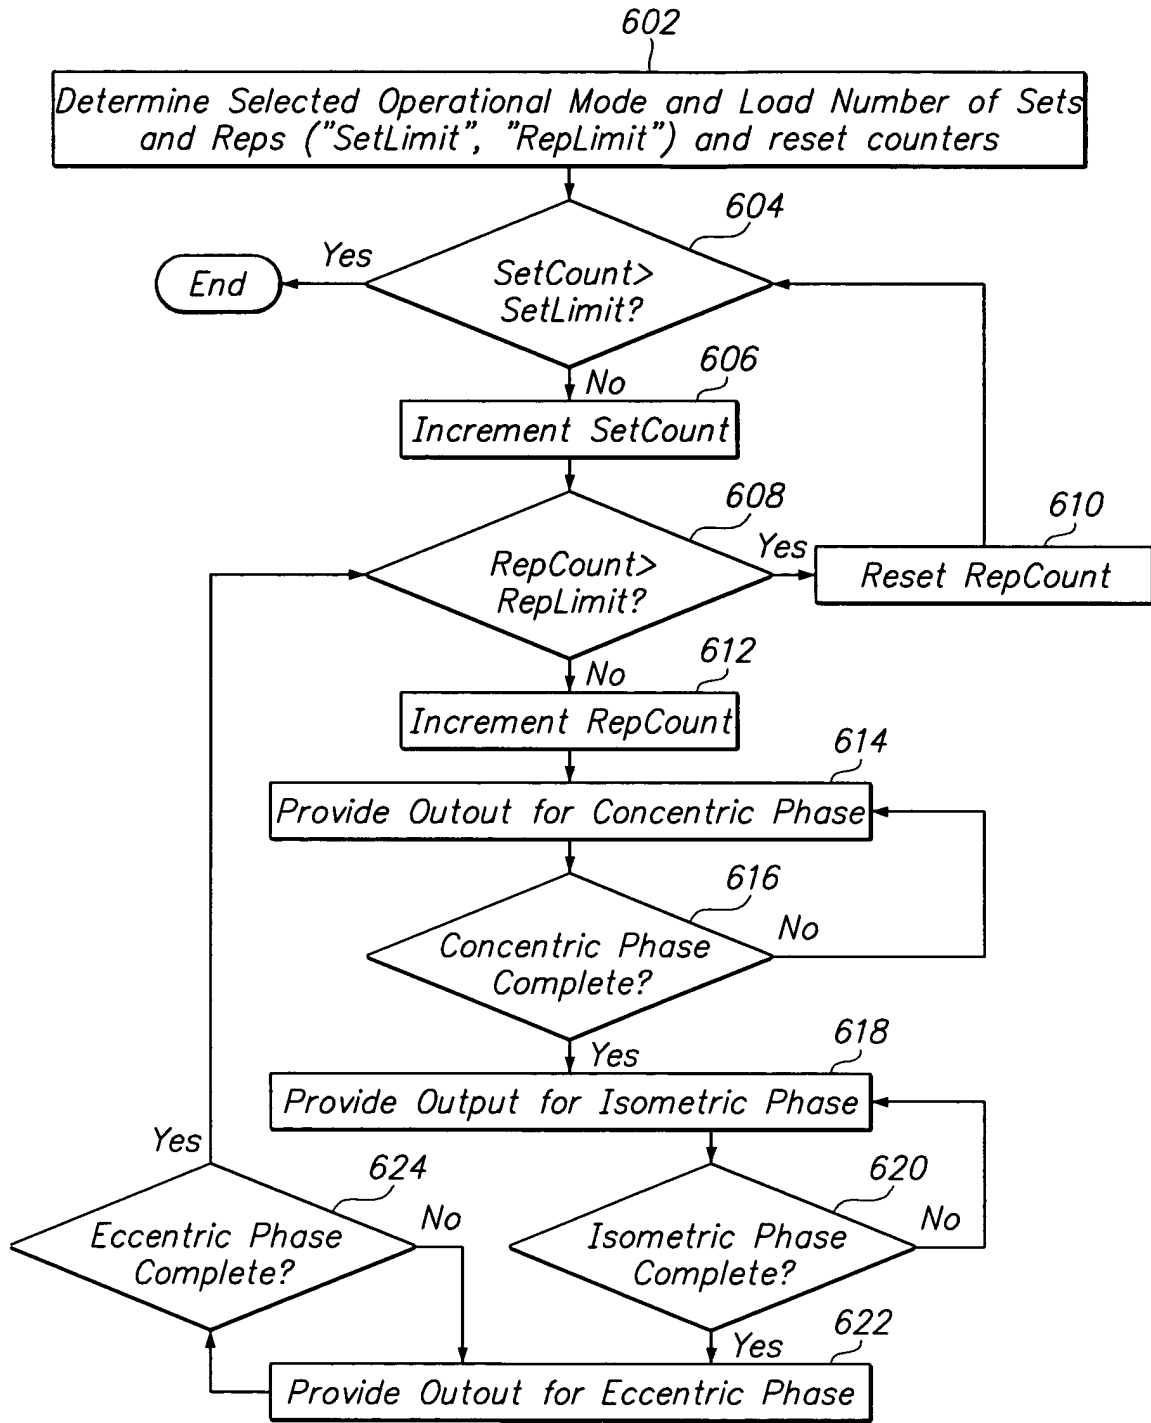 602
Determine Selected Operational Mode and Load Number of Sets
and Reps ("SetLimit", "RepLimit") and reset counters
604
Yes
End
SetCount>
SetLimit?
No
606
Increment SetCount
608
RepCount>
RepLimit?
Yes
610
Reset RepCount
No
612
Increment RepCount
614
Provide Outout for Concentric Phase
616
Concentric Phase
Complete?
No
Yes
618
Provide Output for Isometric Phase
Yes
624
Eccentric Phase
Complete?
No
620
Isometric Phase
Complete?
No
Yes
622
Provide Outout for Eccentric Phase